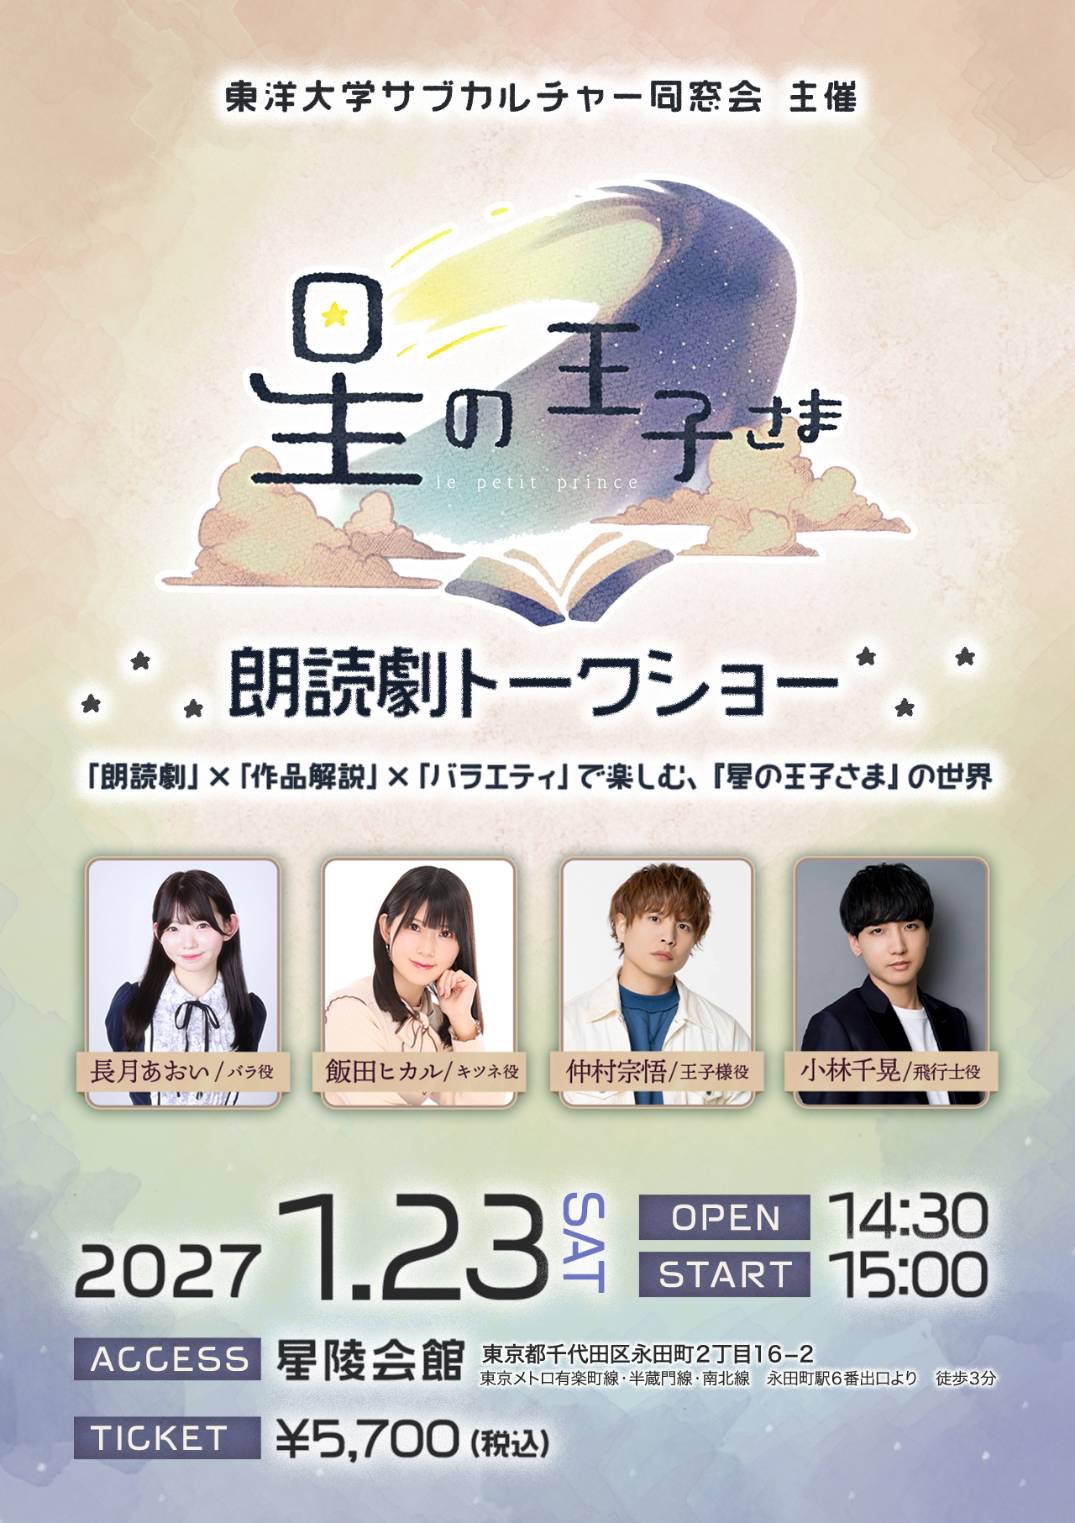 東洋大学サブカルチャー同窓会 主催
星の王子さま
le petit prince
朗読劇トークショー
「朗読劇」×「作品解説」×「バラエティ」で楽しむ、『星の王子さま』の世界
長月あおい/バラ役
飯田ヒカル/キツネ役
仲村宗悟/王子様役
小林千晃/飛行士役
2027 1.23 SAT
OPEN 14:30
START 15:00
ACCESS 星陵会館 東京都千代田区永田町2丁目16-2
東京メトロ有楽町線・半蔵門線・南北線 永田町駅6番出口より 徒歩3分
TICKET ¥5,700(税込)